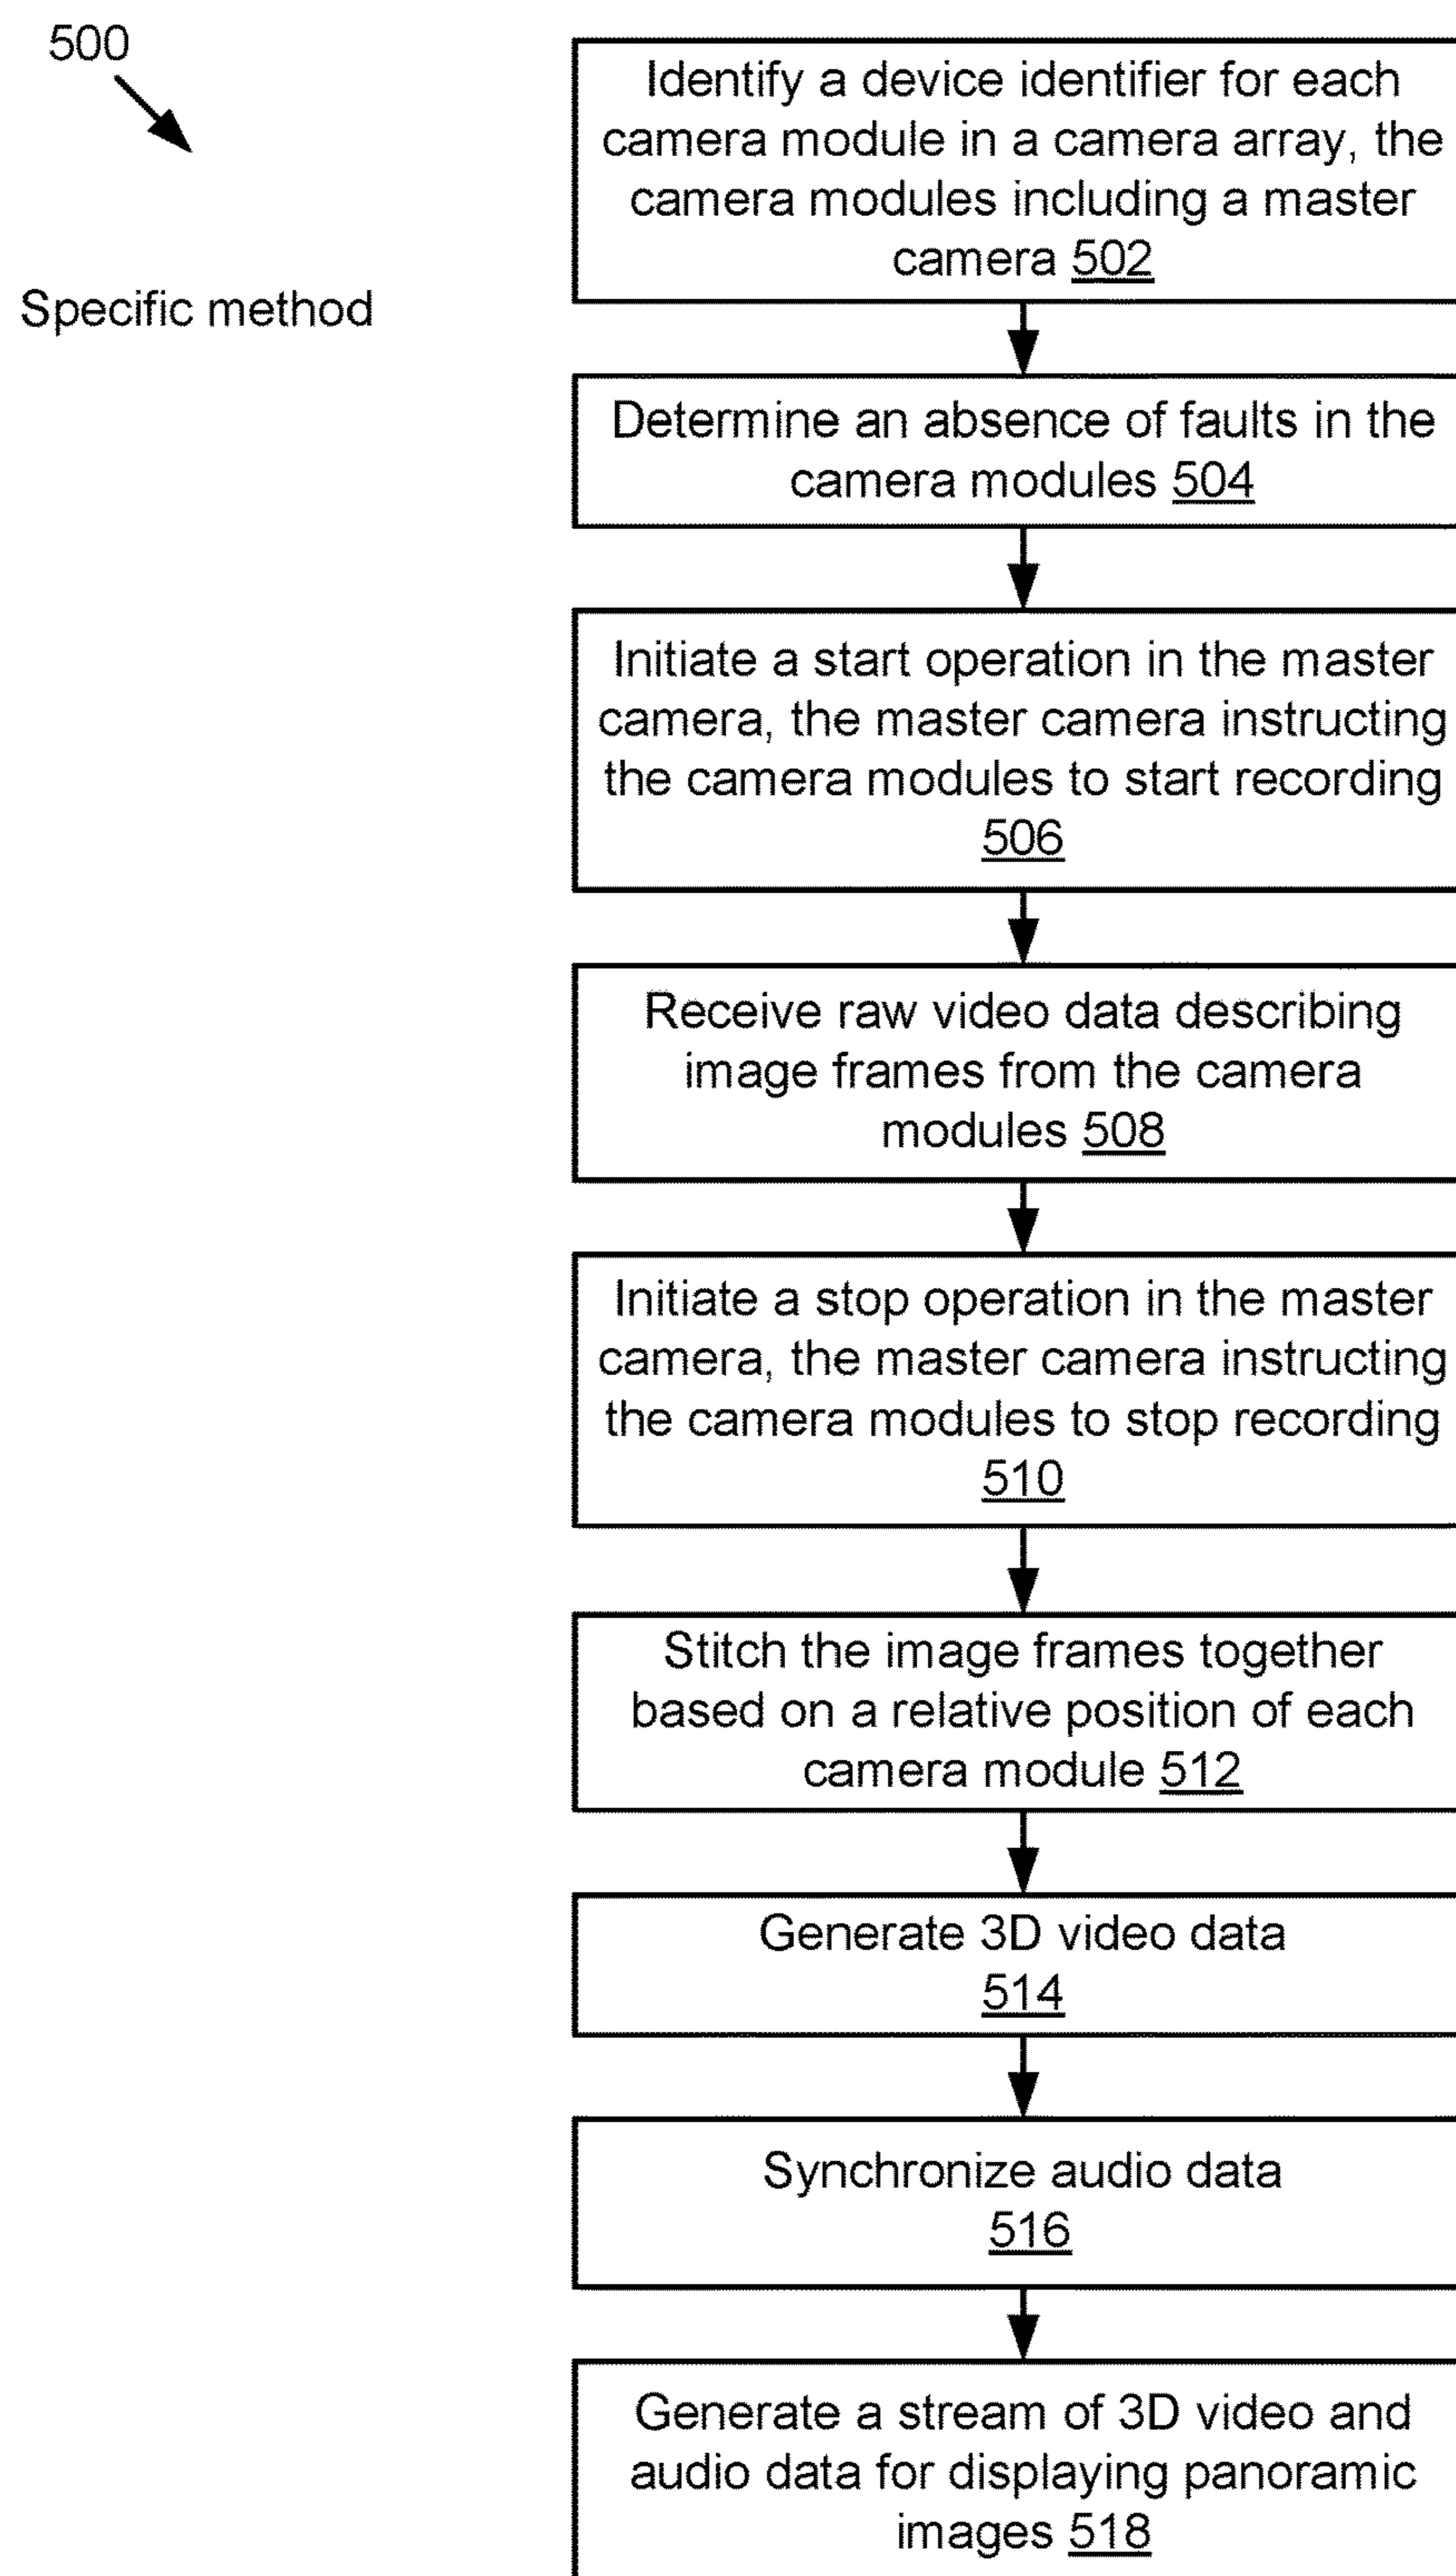 500
Specific method
Identify a device identifier for each
camera module in a camera array, the
camera modules including a master
camera 502
Determine an absence of faults in the
camera modules 504
Initiate a start operation in the master
camera, the master camera instructing
the camera modules to start recording
506
Receive raw video data describing
image frames from the camera
modules 508
Initiate a stop operation in the master
camera, the master camera instructing
the camera modules to stop recording
510
Stitch the image frames together
based on a relative position of each
camera module 512
Generate 3D video data
514
Synchronize audio data
516
Generate a stream of 3D video and
audio data for displaying panoramic
images 518